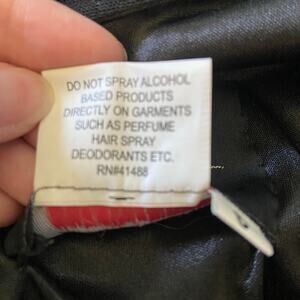 DO NOT SPRAY ALCOHOL
BASED PRODUCTS
DIRECTLY ON GARMENTS
SUCH AS PERFUME
HAIR SPRAY
DEODORANTS ETC.
RN#41488